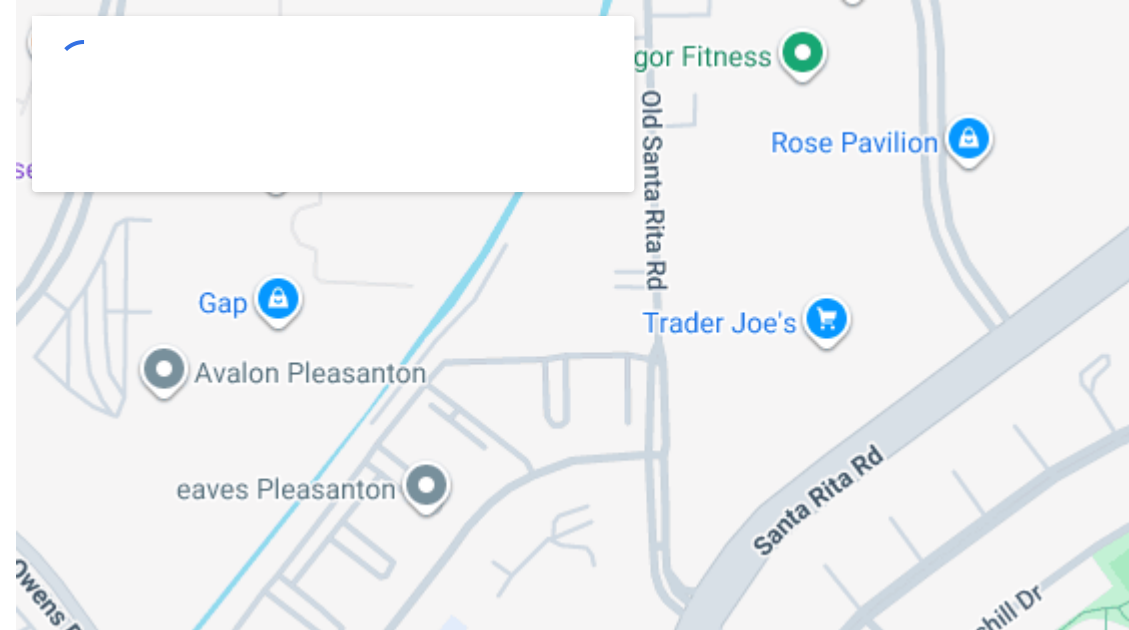 gor Fitness
Old Santa Rita Rd
Rose Pavilion
Gap
Trader Joe's
Avalon Pleasanton
eaves Pleasanton
Santa Rita Rd
Owens
hill Dr